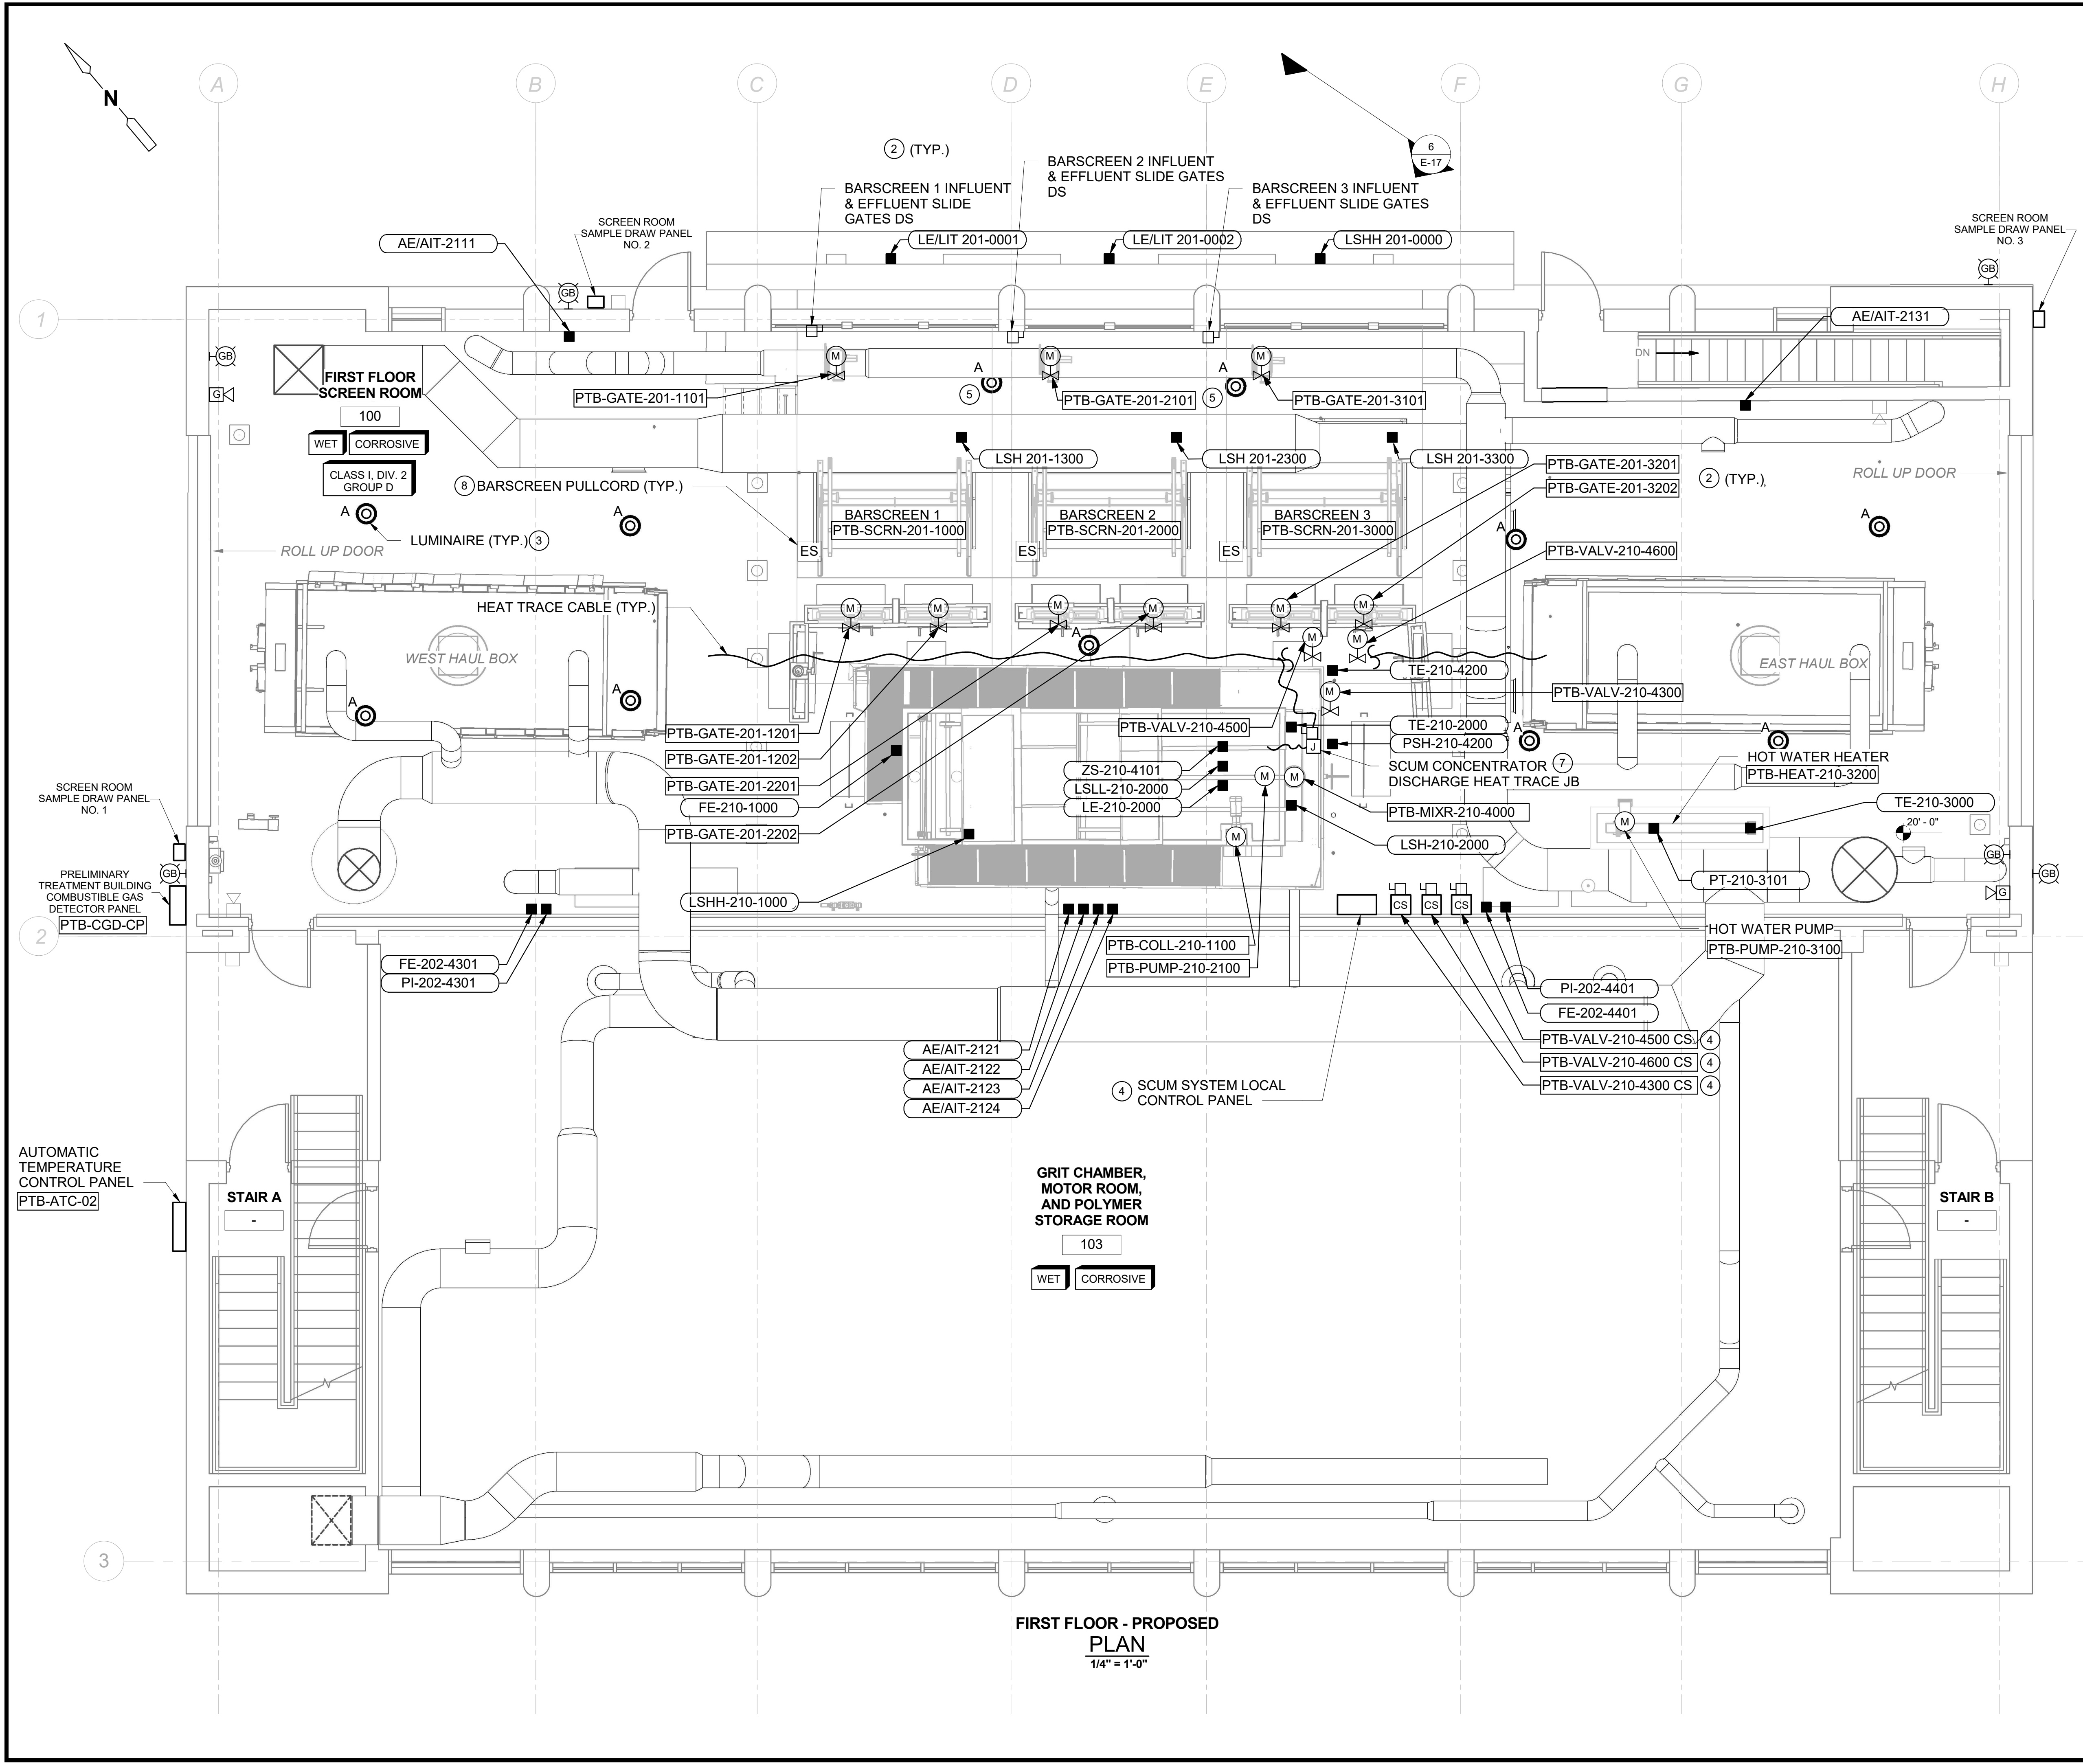 N
A
B
C
D
E
F
G
H
1
2
3
6
E-17
2 (TYP.)
BARSCREEN 1 INFLUENT
& EFFLUENT SLIDE
GATES DS
BARSCREEN 2 INFLUENT
& EFFLUENT SLIDE GATES
DS
BARSCREEN 3 INFLUENT
& EFFLUENT SLIDE GATES
DS
SCREEN ROOM
SAMPLE DRAW PANEL
NO. 2
SCREEN ROOM
SAMPLE DRAW PANEL
NO. 3
AE/AIT-2111
LE/LIT 201-0001
LE/LIT 201-0002
LSHH 201-0000
GB
GB
AE/AIT-2131
GB
G
DN
FIRST FLOOR
SCREEN ROOM
100
WET
CORROSIVE
CLASS I, DIV. 2
GROUP D
M
M
M
A
5
A
5
PTB-GATE-201-1101
PTB-GATE-201-2101
PTB-GATE-201-3101
LSH 201-1300
LSH 201-2300
LSH 201-3300
PTB-GATE-201-3201
PTB-GATE-201-3202
2 (TYP.)
ROLL UP DOOR
8 BARSCREEN PULLCORD (TYP.)
BARSCREEN 1
PTB-SCRN-201-1000
BARSCREEN 2
PTB-SCRN-201-2000
BARSCREEN 3
PTB-SCRN-201-3000
A
A
A
A
LUMINAIRE (TYP.) 3
ROLL UP DOOR
ES
ES
ES
PTB-VALV-210-4600
HEAT TRACE CABLE (TYP.)
M
M
M
M
M
M
M
M
A
WEST HAUL BOX
EAST HAUL BOX
TE-210-4200
M
PTB-VALV-210-4300
A
A
A
A
PTB-GATE-201-1201
PTB-VALV-210-4500
TE-210-2000
PSH-210-4200
J
PTB-GATE-201-1202
HOT WATER HEATER
PTB-HEAT-210-3200
SCUM CONCENTRATOR 7
DISCHARGE HEAT TRACE JB
ZS-210-4101
LSLL-210-2000
LE-210-2000
M
M
PTB-GATE-201-2201
FE-210-1000
PTB-GATE-201-2202
PTB-MIXR-210-4000
TE-210-3000
M
M
20' - 0"
LSH-210-2000
SCREEN ROOM
SAMPLE DRAW PANEL
NO. 1
GB
PRELIMINARY
TREATMENT BUILDING
COMBUSTIBLE GAS
DETECTOR PANEL
PTB-CGD-CP
GB
GB
G
PT-210-3101
LSHH-210-1000
CS
CS
CS
HOT WATER PUMP
PTB-PUMP-210-3100
PTB-COLL-210-1100
PTB-PUMP-210-2100
FE-202-4301
PI-202-4301
PI-202-4401
FE-202-4401
PTB-VALV-210-4500 CS 4
PTB-VALV-210-4600 CS 4
PTB-VALV-210-4300 CS 4
AE/AIT-2121
AE/AIT-2122
AE/AIT-2123
AE/AIT-2124
4 SCUM SYSTEM LOCAL
CONTROL PANEL
AUTOMATIC
TEMPERATURE
CONTROL PANEL
PTB-ATC-02
STAIR A
-
GRIT CHAMBER,
MOTOR ROOM,
AND POLYMER
STORAGE ROOM
103
WET
CORROSIVE
STAIR B
-
FIRST FLOOR - PROPOSED
PLAN
1/4" = 1'-0"